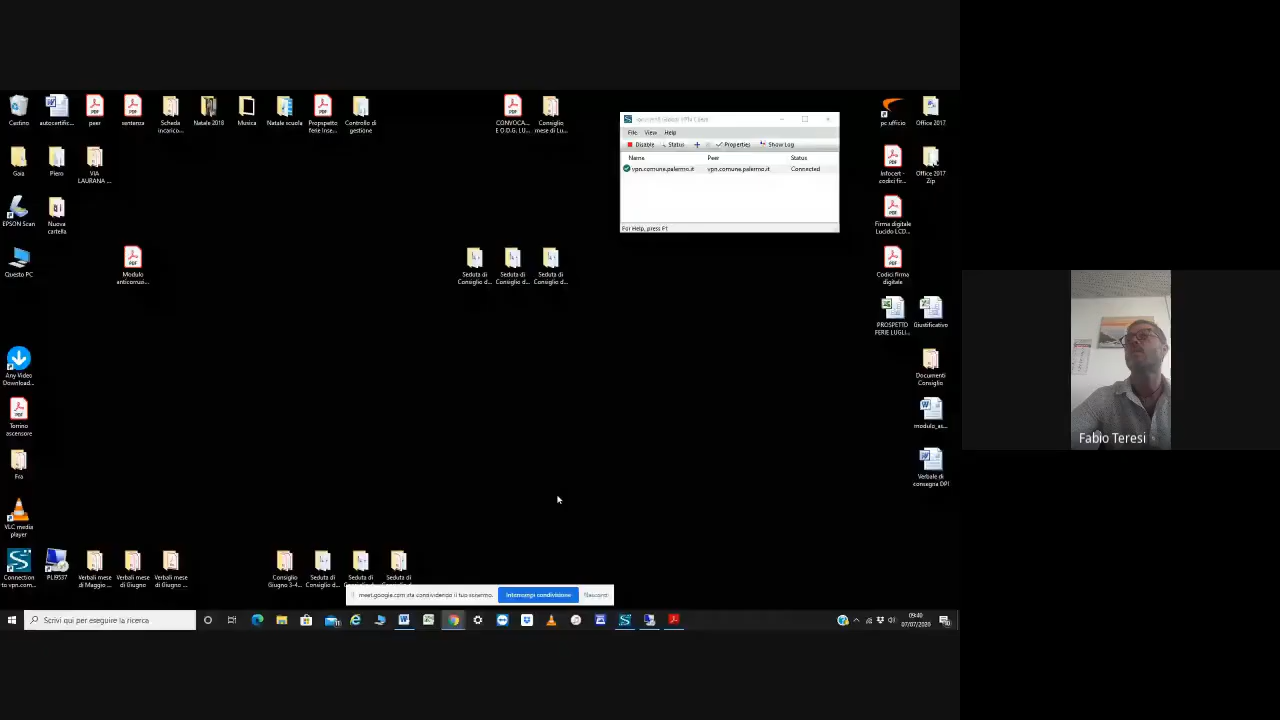 Cestino
autocertific...
peer
sentenza
Scheda
incarico...
Natale 2018
Musica
Natale scuola
Propspetto
ferie Inse...
Controllo di
gestione
CONVOCA...
E O.D.G. LU...
Consiglio
mese di Lu...
File View Help
Disable Status Properties Show Log
Name Peer Status
vpn.comune.palermo.it vpn.comune.palermo.it Connected
For Help, press F1
pc ufficio
Office 2017
Gaia
Piero
VIA
LAURANA ...
Infocert -
codici fir...
Office 2017
Zip
EPSON Scan
Nuova
cartella
Firma digitale
Lucido LCD...
Questo PC
Modulo
anticorruo...
Seduta di
Consiglio d...
Seduta di
Consiglio d...
Seduta di
Consiglio d...
Codici firma
digitale
PROSPETTO
FERIE LUGLI...
Giustificativo
Any Video
Download...
Documenti
Consiglio
Torrino
ascensore
modulo_as...
Fabio Teresi
Fra
Verbale di
consegna DPI
VLC media
player
Connection
to vpn.com...
PLI9537
Verbali mese
di Maggio ...
Verbali mese
di Giugno
Verbali mese
di Giugno ...
Consiglio
Giugno 3-4...
Seduta di
Consiglio d...
Seduta di
Seduta di
meet.google.com sta condividendo il tuo schermo.
Interrompi condivisione
Nascondi
Scrivi qui per eseguire la ricerca
09:40
07/07/2020